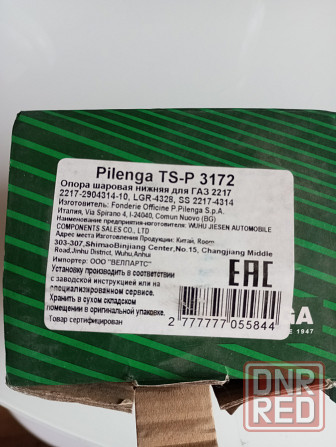 Pilenga TS-P 3172
Опора шаровая нижняя для ГАЗ 2217
2217-2904314-10, LGR-4328, SS 2217-4314
Изготовитель: Fonderie Officine P.Pilenga S.p.A.
Италия, Via Spirano 4, I-24040, Comun Nuovo (BG)
Наименование предприятия-изготовителя: WUHU JIESEN AUTOMOBILE
COMPONENTS SALES CO., LTD
Адрес места Изготовления Продукции: Китай, Room
303-307,ShimaoBinjiang Center,No.15, Changjiang Middle
Road,Jinhu District, Wuhu,Anhui
Импортер: ООО "ВЕЛПАРТС"
Установку производить в соответствии
с заводской инструкцией или на
специализированном сервисе.
Хранить в сухом складском
помещении в оригинальной упаковке.
Товар сертифицирован
EAC
2 777777 055844
GA
SINCE 1947
DNR
RED